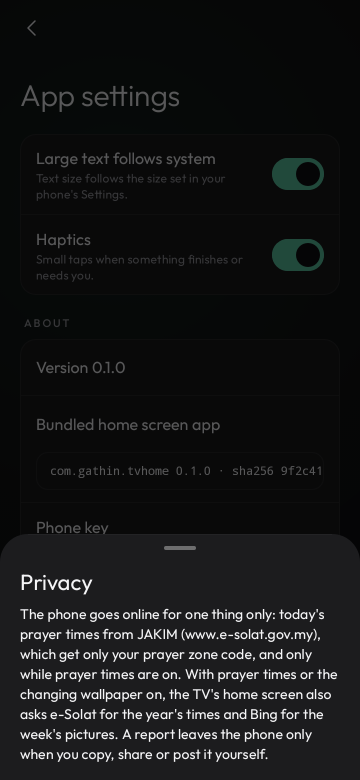 App settings
Large text follows system
Text size follows the size set in your
phone's Settings.
Haptics
Small taps when something finishes or
needs you.
ABOUT
Version 0.1.0
Bundled home screen app
com.gathin.tvhome 0.1.0 · sha256 9f2c41
Phone key
Privacy
The phone goes online for one thing only: today's
prayer times from JAKIM (www.e-solat.gov.my),
which get only your prayer zone code, and only
while prayer times are on. With prayer times or the
changing wallpaper on, the TV's home screen also
asks e-Solat for the year's times and Bing for the
week's pictures. A report leaves the phone only
when you copy, share or post it yourself.